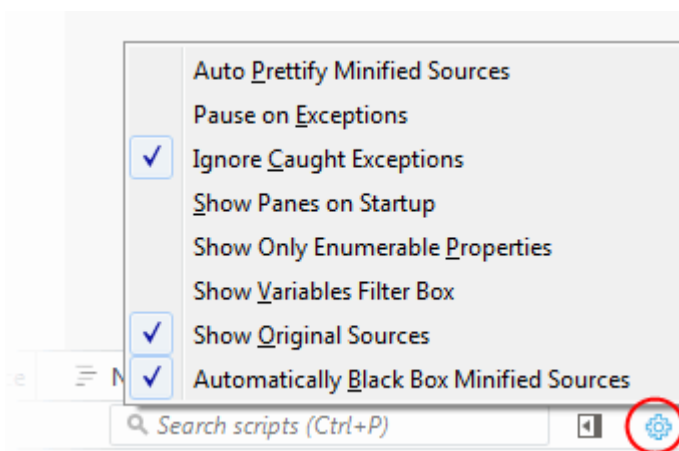 Auto Prettify Minified Sources
Pause on Exceptions
Ignore Caught Exceptions
Show Panes on Startup
Show Only Enumerable Properties
Show Variables Filter Box
Show Original Sources
Automatically Black Box Minified Sources
Search scripts (Ctrl+P)